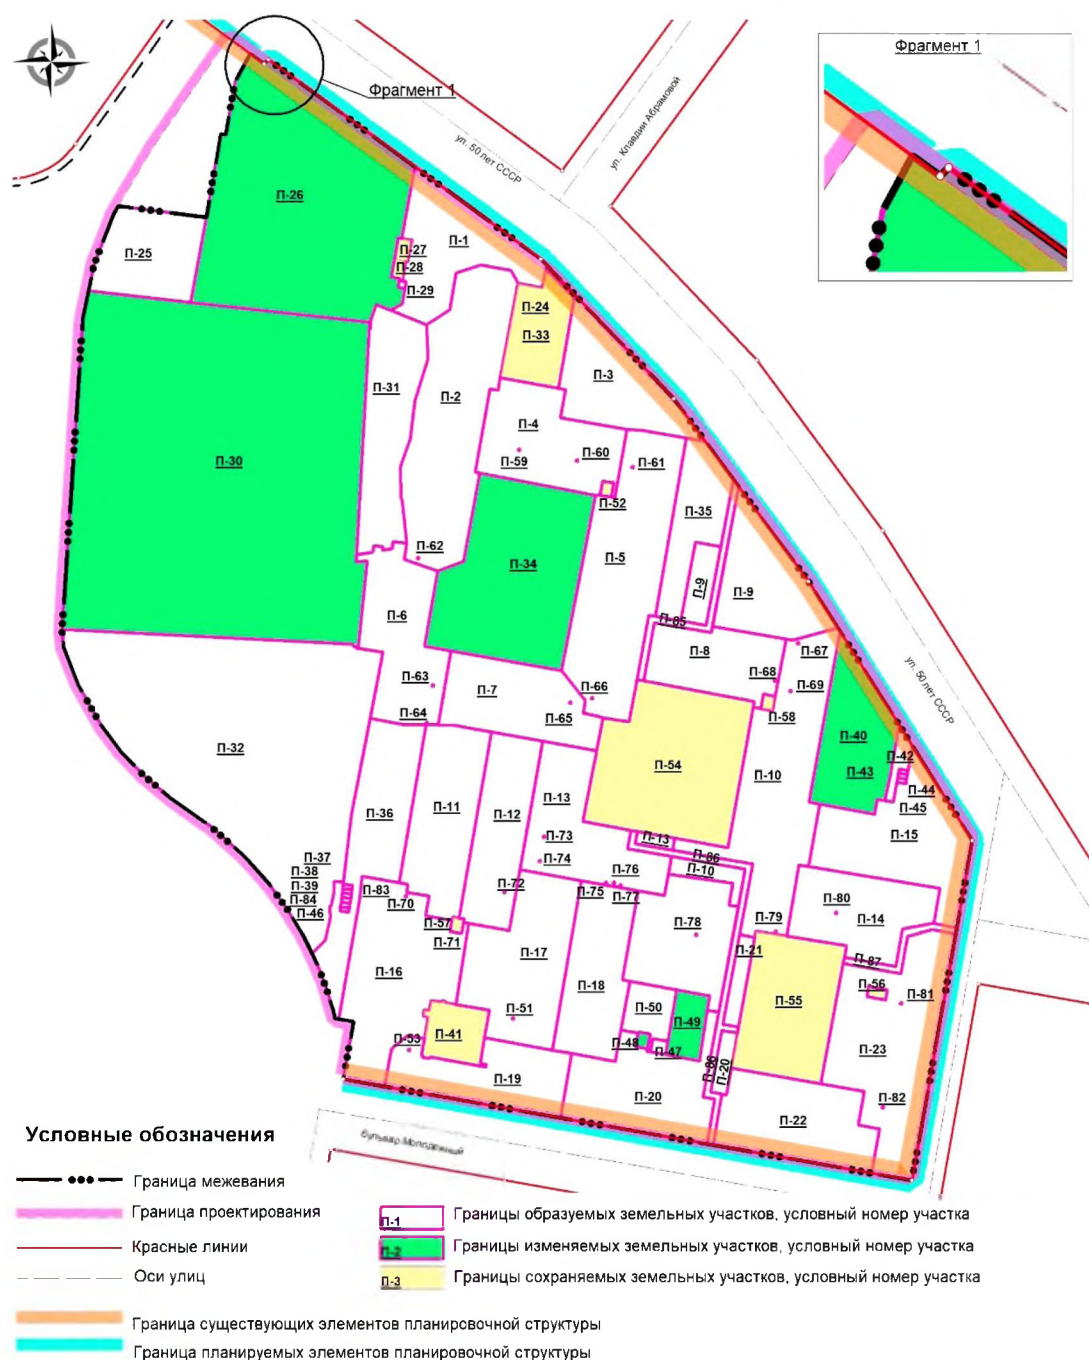 Фрагмент 1
Фрагмент 1
ул. 50 лет СССР
ул. Клавдии Абрамовой
П-26
П-25
П-27
П-1
П-28
П-29
П-24
П-33
П-31
П-2
П-3
П-4
П-59
П-60
П-61
П-30
П-52
П-35
П-62
П-34
П-5
П-9
П-9
П-6
П-85
П-8
П-67
П-63
П-7
П-66
П-68
П-69
П-65
П-64
П-58
ул. 50 лет СССР
П-32
П-54
П-10
П-40
П-42
П-43
П-44
П-45
П-15
П-36
П-11
П-12
П-13
П-73
П-13
П-74
П-86
П-10
П-37
П-38
П-39
П-84
П-46
П-83
П-70
П-72
П-75
П-76
П-77
П-80
П-14
П-57
П-71
П-78
П-79
П-21
П-17
П-87
П-16
П-18
П-56
П-81
П-50
П-49
П-55
П-51
П-41
П-53
П-48
П-47
П-23
П-86
П-20
П-19
П-20
П-82
П-22
бульвар Молодежный
Условные обозначения
Граница межевания
Граница проектирования
Красные линии
Оси улиц
Граница существующих элементов планировочной структуры
Граница планируемых элементов планировочной структуры
П-1 Границы образуемых земельных участков, условный номер участка
П-2 Границы изменяемых земельных участков, условный номер участка
П-3 Границы сохраняемых земельных участков, условный номер участка